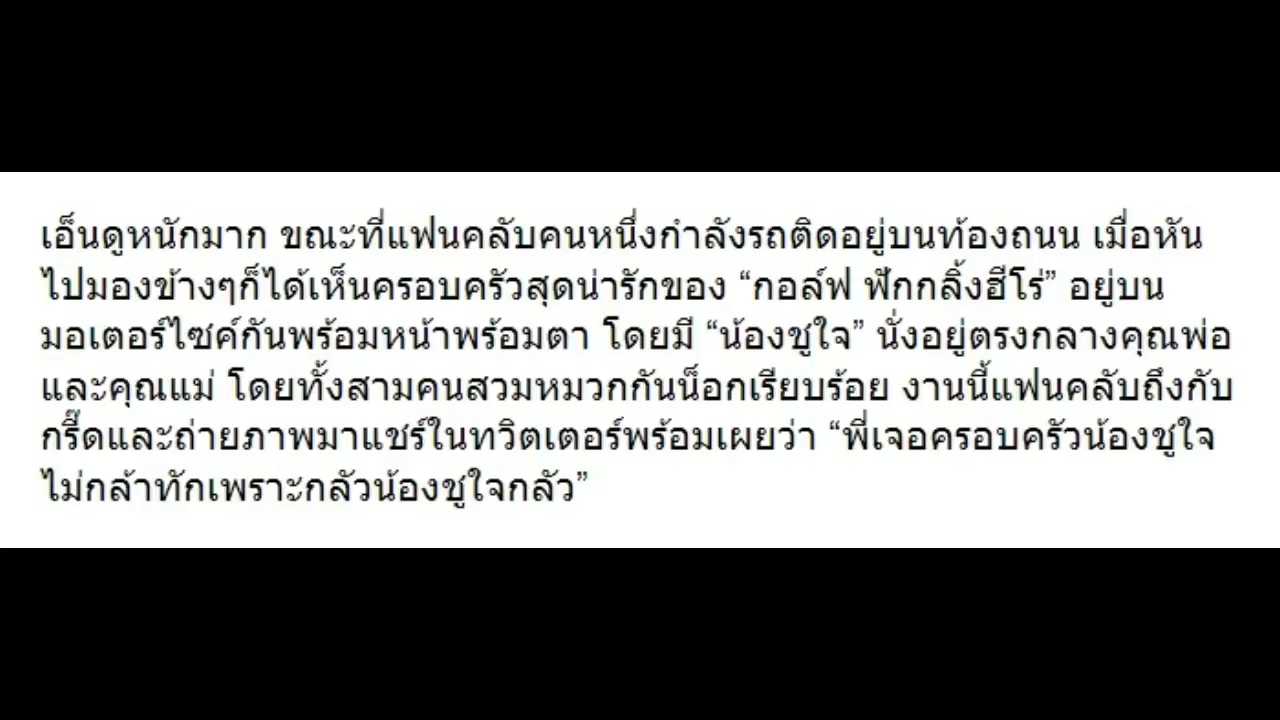 เอ็นดูหนักมาก ขณะที่แฟนคลับคนหนึ่งกำลังรถติดอยู่บนท้องถนน เมื่อหัน
ไปมองข้างๆก็ได้เห็นครอบครัวสุดน่ารักของ “กอล์ฟ ฟักกลิ้งฮีโร่” อยู่บน
มอเตอร์ไซค์กันพร้อมหน้าพร้อมตา โดยมี “น้องชูใจ” นั่งอยู่ตรงกลางคุณพ่อ
และคุณแม่ โดยทั้งสามคนสวมหมวกกันน็อกเรียบร้อย งานนี้แฟนคลับถึงกับ
กรี๊ดและถ่ายภาพมาแชร์ในทวิตเตอร์พร้อมเผยว่า “พี่เจอครอบครัวน้องชูใจ
ไม่กล้าทักเพราะกลัวน้องชูใจกลัว”